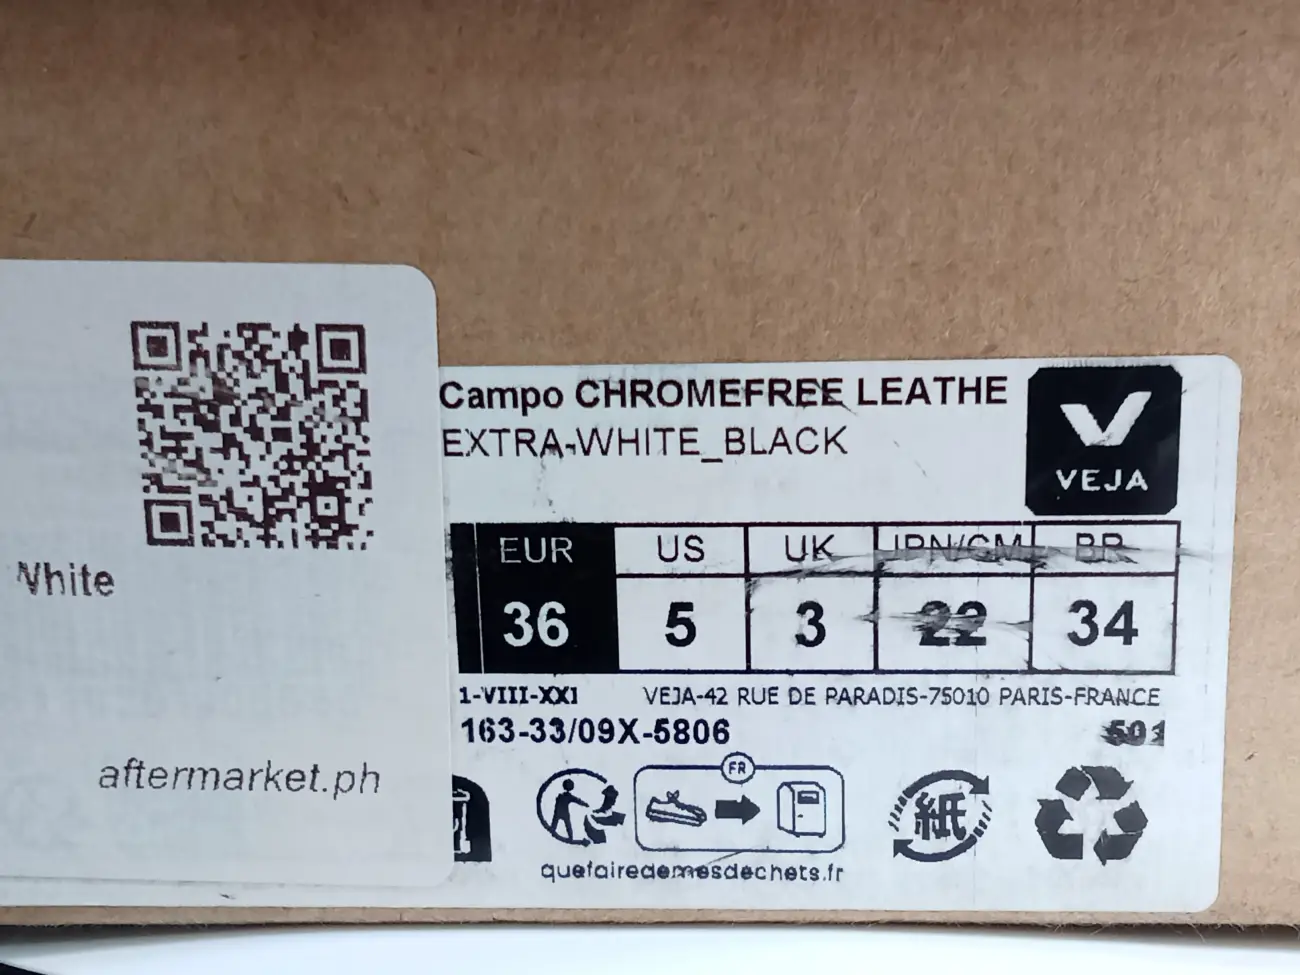 White
aftermarket.ph
Campo CHROMEFREE LEATHE
EXTRA-WHITE_BLACK
VEJA
EUR US UK JPN/CM BR
36 5 3 22 34
1-VIII-XXI VEJA-42 RUE DE PARADIS-75010 PARIS-FRANCE
163-33/09X-5806 501
FR
紙
quefairedemesdechets.fr